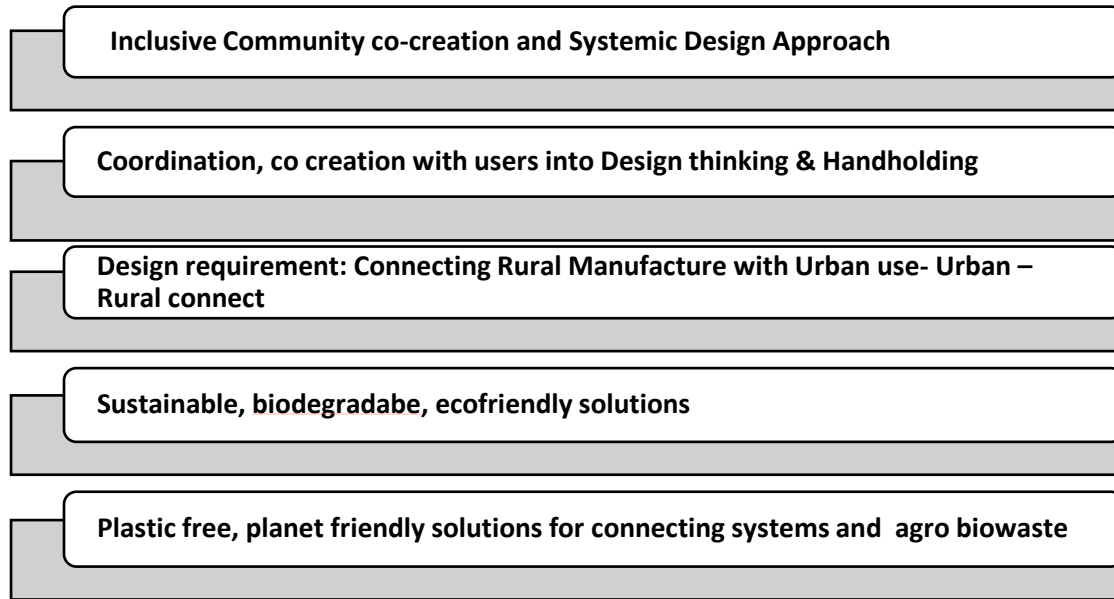 Inclusive Community co-creation and Systemic Design Approach
Coordination, co creation with users into Design thinking & Handholding
Design requirement: Connecting Rural Manufacture with Urban use- Urban –
Rural connect
Sustainable, biodegradabe, ecofriendly solutions
Plastic free, planet friendly solutions for connecting systems and  agro biowaste